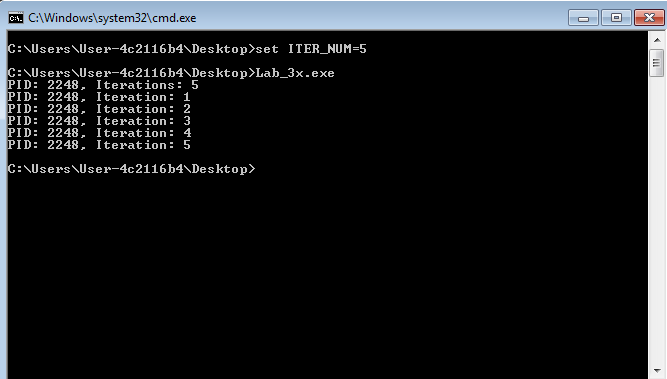 C:\Windows\system32\cmd.exe
C:\Users\User-4c2116b4\Desktop>set ITER_NUM=5
C:\Users\User-4c2116b4\Desktop>Lab_3x.exe
PID: 2248, Iterations: 5
PID: 2248, Iteration: 1
PID: 2248, Iteration: 2
PID: 2248, Iteration: 3
PID: 2248, Iteration: 4
PID: 2248, Iteration: 5
C:\Users\User-4c2116b4\Desktop>